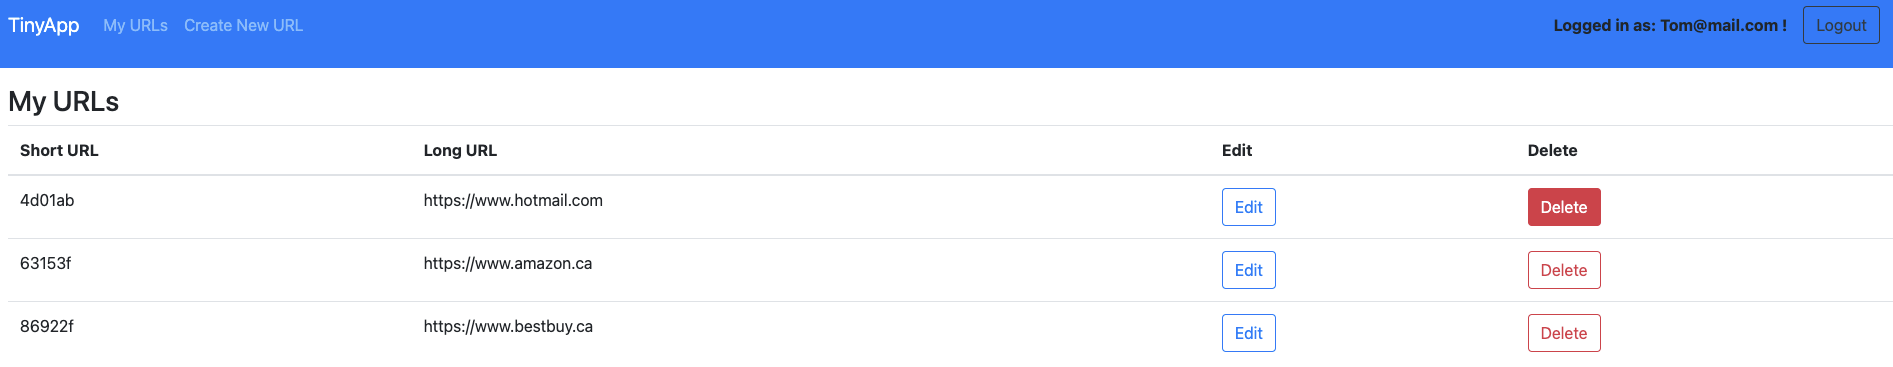 TinyApp My URLs Create New URL Logged in as: Tom@mail.com ! Logout
My URLs
Short URL Long URL Edit Delete
4d01ab https://www.hotmail.com Edit Delete
63153f https://www.amazon.ca Edit Delete
86922f https://www.bestbuy.ca Edit Delete